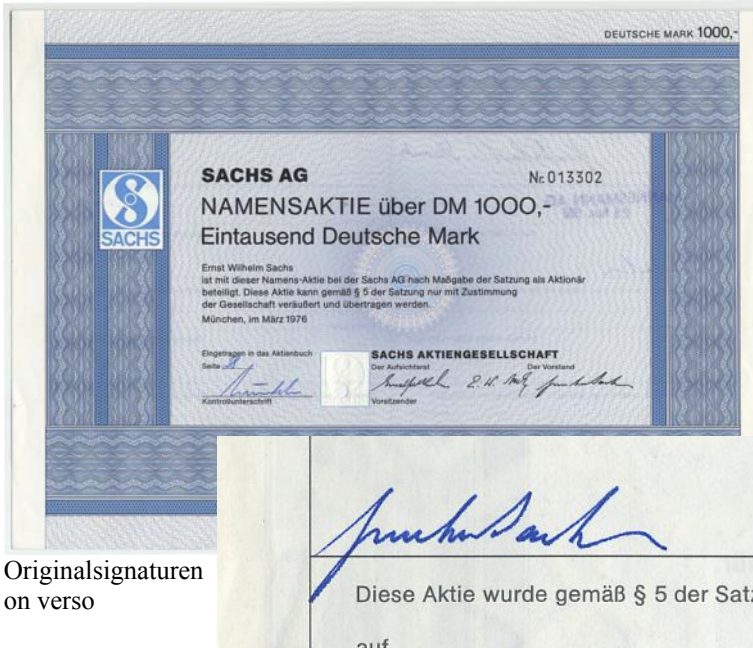 DEUTSCHE MARK 1000,-
SACHS AG
Nr. 013302
NAMENSAKTIE über DM 1000,-
Eintausend Deutsche Mark
SACHS
Ernst Wilhelm Sachs
ist mit dieser Namens-Aktie bei der Sachs AG nach Maßgabe der Satzung als Aktionär
beteiligt. Diese Aktie kann gemäß § 5 der Satzung nur mit Zustimmung
der Gesellschaft veräußert und übertragen werden.
München, im März 1976
Eingetragen in das Aktienbuch
Seite
Kontrollunterschrift
SACHS AKTIENGESELLSCHAFT
Der Aufsichtsrat
Der Vorstand
Vorsitzender
Originalsignaturen
on verso
Diese Aktie wurde gemäß § 5 der Satz
auf